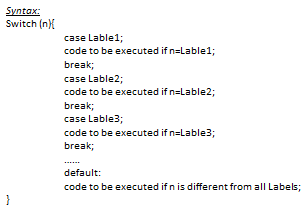 Syntax:
Switch (n){
case Lable1;
code to be executed if n=Lable1;
break;
case Lable2;
code to be executed if n=Lable2;
break;
case Lable3;
code to be executed if n=Lable3;
break;
......
default:
code to be executed if n is different from all Labels;
}